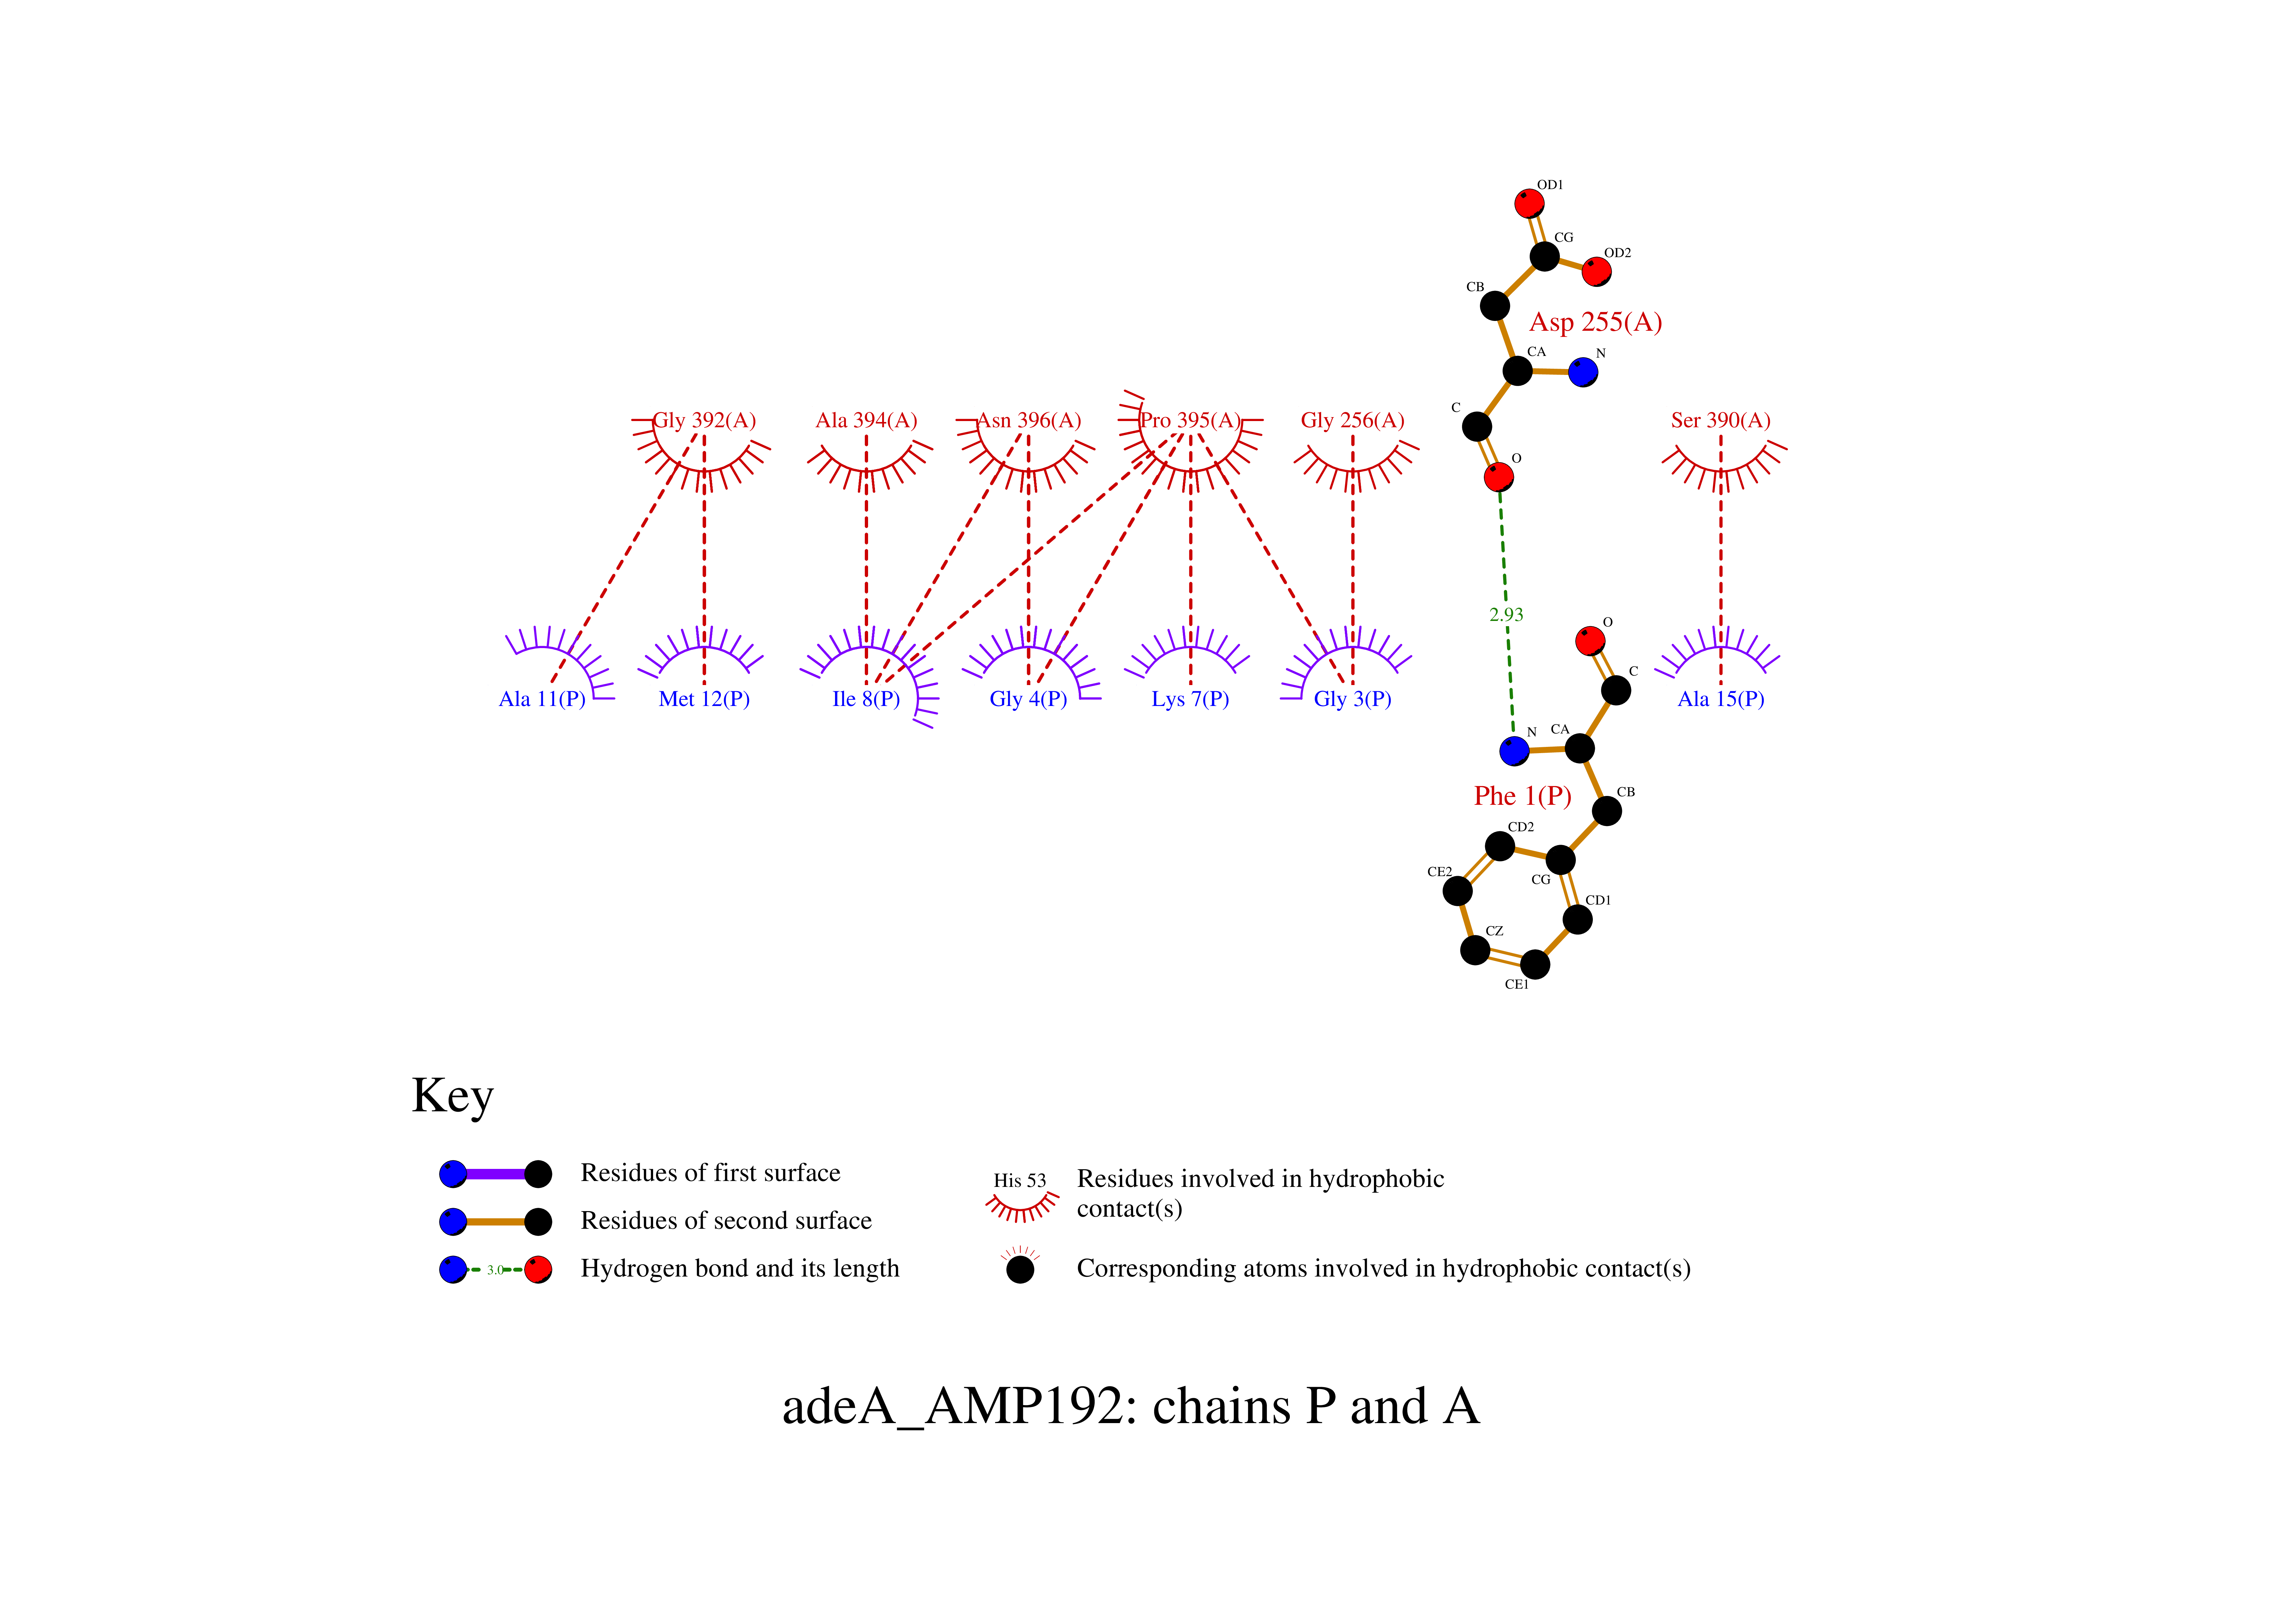 OD1
CG
OD2
CB
Asp 255(A)
CA
N
C
O
Gly 392(A)
Ala 394(A)
Asn 396(A)
Pro 395(A)
Gly 256(A)
Ser 390(A)
2.93
O
C
Ala 11(P)
Met 12(P)
Ile 8(P)
Gly 4(P)
Lys 7(P)
Gly 3(P)
Ala 15(P)
N
CA
Phe 1(P)
CB
CD2
CE2
CG
CD1
CZ
CE1
Key
Residues of first surface
Residues of second surface
3.0
Hydrogen bond and its length
His 53
Residues involved in hydrophobic
contact(s)
Corresponding atoms involved in hydrophobic contact(s)
adeA_AMP192: chains P and A